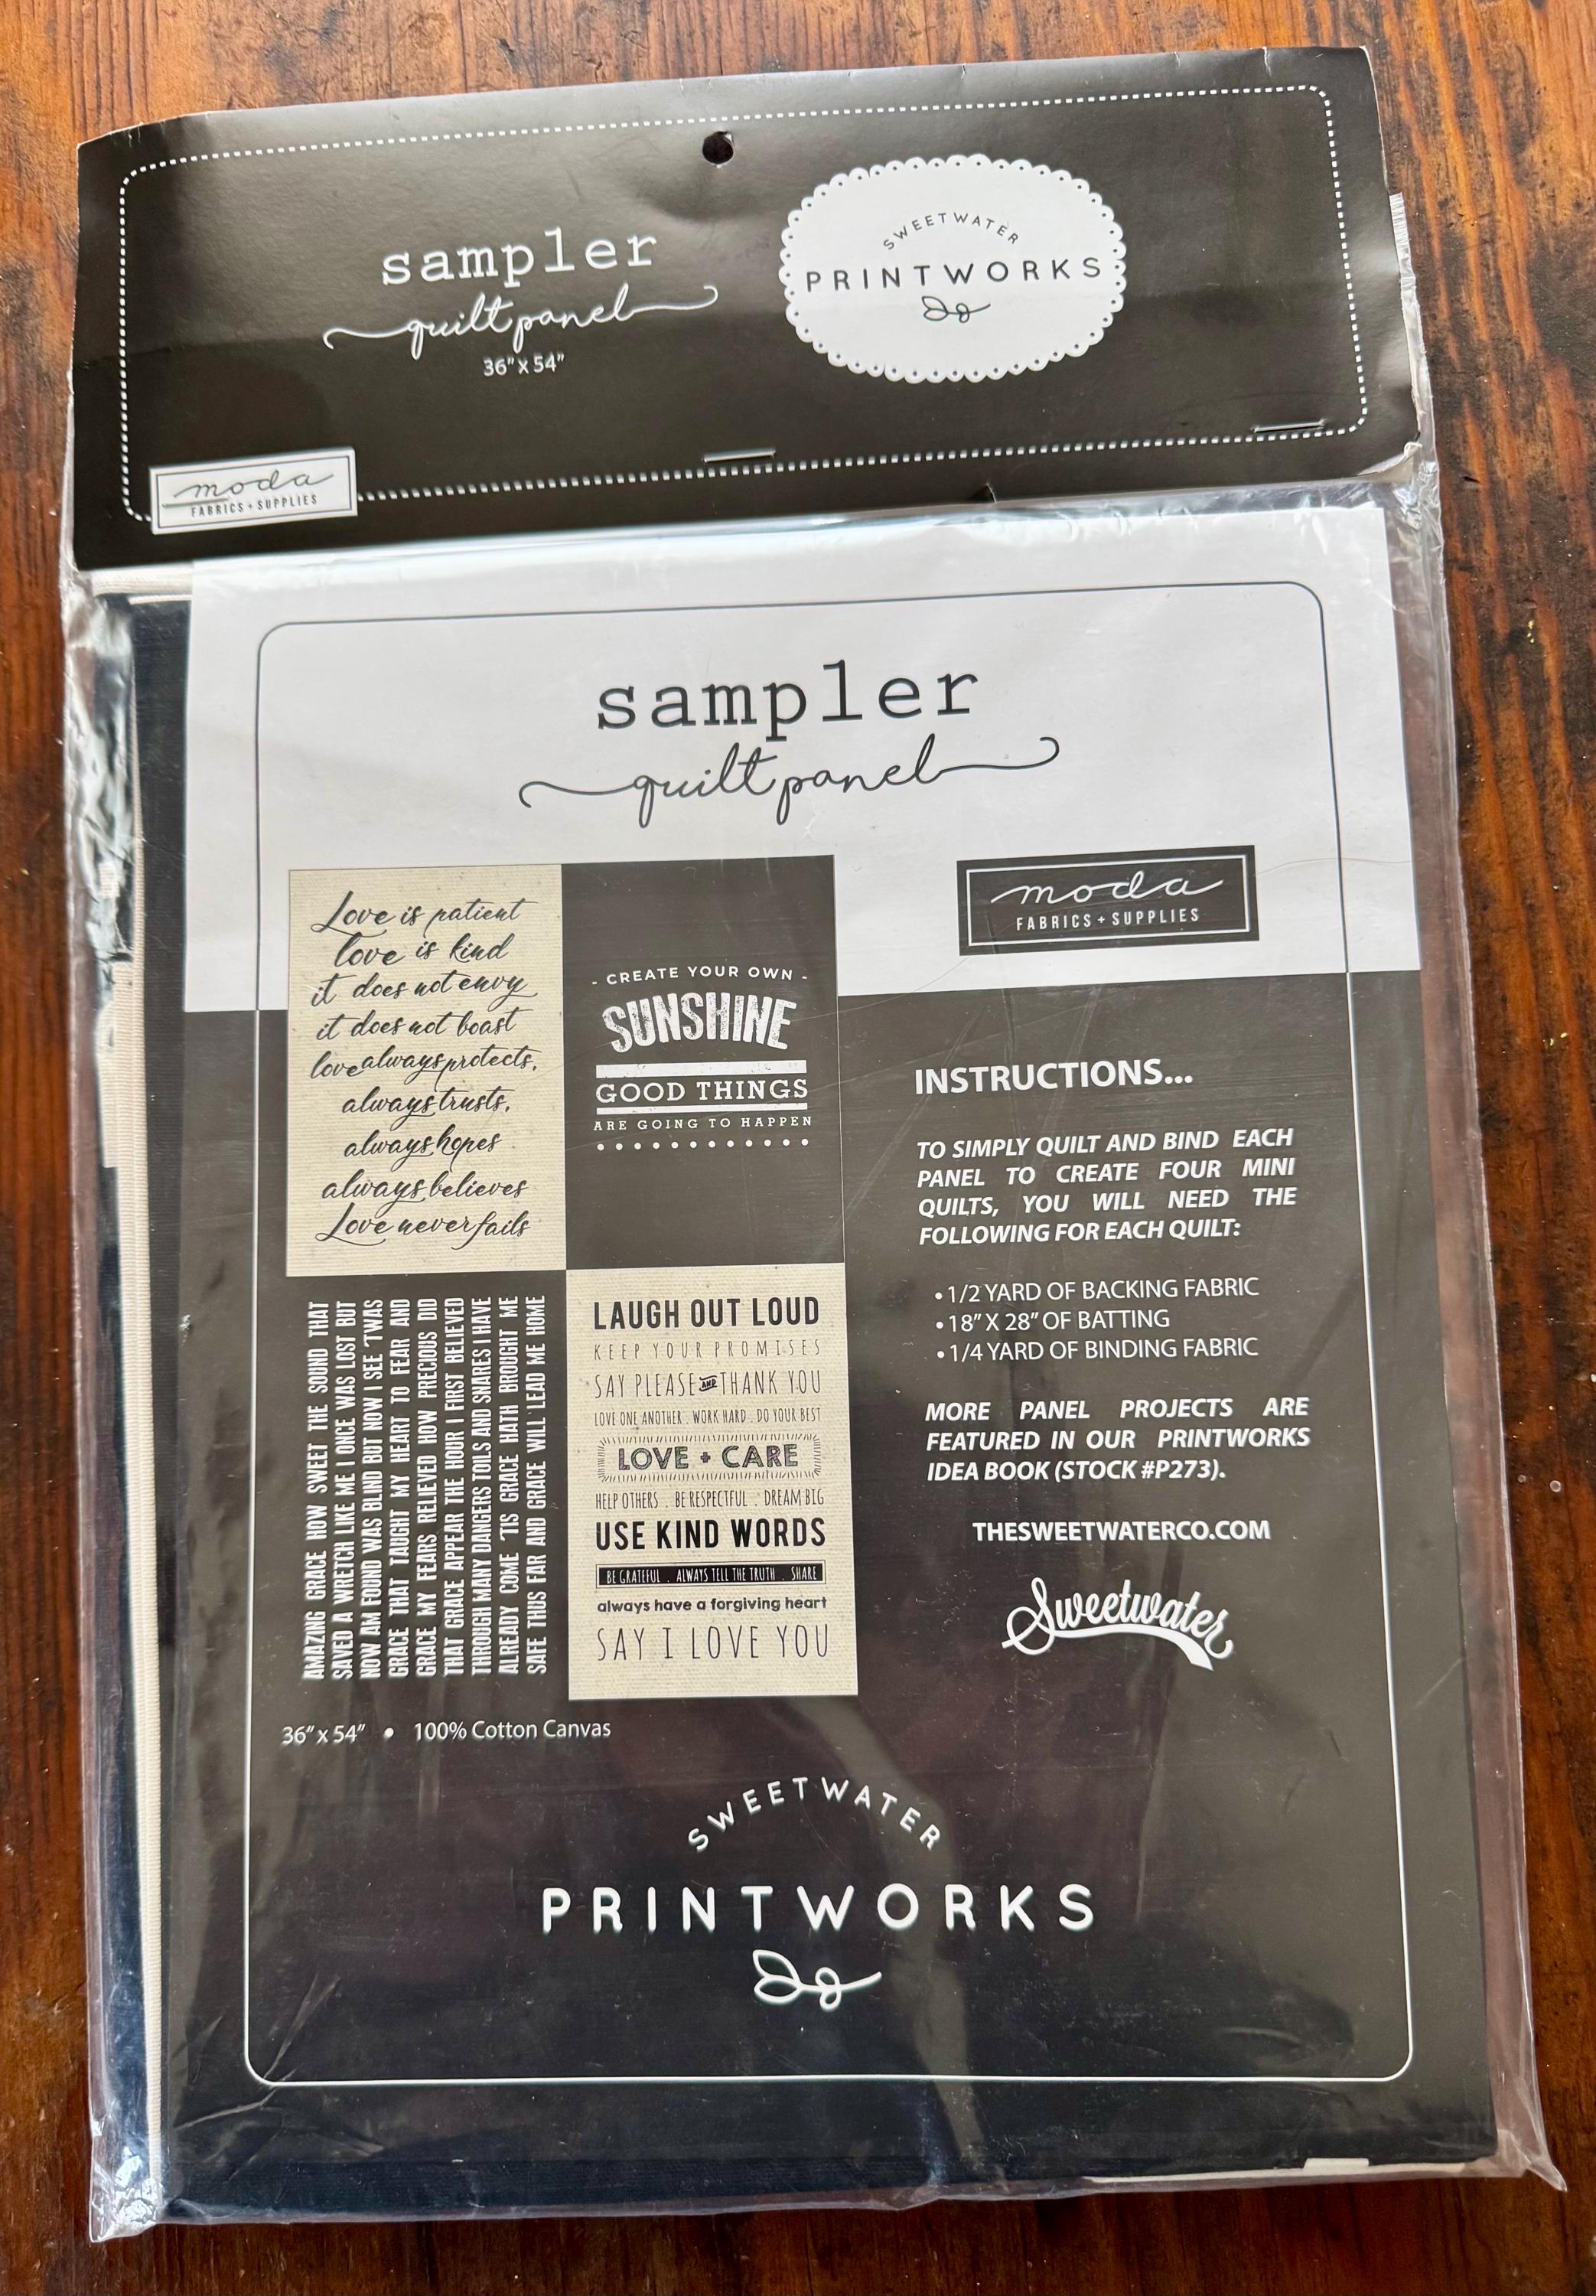 sampler
quilt panel
36" x 54"
SWEETWATER
PRINTWORKS
moda
FABRICS + SUPPLIES
sampler
quilt panel
moda
FABRICS + SUPPLIES
Love is patient
love is kind
it does not envy
it does not boast
love always protects,
always trusts,
always hopes
always believes
Love never fails
- CREATE YOUR OWN -
SUNSHINE
GOOD THINGS
ARE GOING TO HAPPEN
AMAZING GRACE HOW SWEET THE SOUND THAT
SAVED A WRETCH LIKE ME I ONCE WAS LOST BUT
NOW AM FOUND WAS BLIND BUT NOW I SEE 'TWAS
GRACE THAT TAUGHT MY HEART TO FEAR AND
GRACE MY FEARS RELIEVED HOW PRECIOUS DID
THAT GRACE APPEAR THE HOUR I FIRST BELIEVED
THROUGH MANY DANGERS TOILS AND SNARES I HAVE
ALREADY COME 'TIS GRACE HATH BROUGHT ME
SAFE THUS FAR AND GRACE WILL LEAD ME HOME
LAUGH OUT LOUD
KEEP YOUR PROMISES
SAY PLEASE AND THANK YOU
LOVE ONE ANOTHER . WORK HARD . DO YOUR BEST
LOVE + CARE
HELP OTHERS . BE RESPECTFUL . DREAM BIG
USE KIND WORDS
BE GRATEFUL . ALWAYS TELL THE TRUTH . SHARE
always have a forgiving heart
SAY I LOVE YOU
36" x 54" • 100% Cotton Canvas
INSTRUCTIONS...
TO SIMPLY QUILT AND BIND EACH
PANEL TO CREATE FOUR MINI
QUILTS, YOU WILL NEED THE
FOLLOWING FOR EACH QUILT:
• 1/2 YARD OF BACKING FABRIC
• 18" X 28" OF BATTING
• 1/4 YARD OF BINDING FABRIC
MORE PANEL PROJECTS ARE
FEATURED IN OUR PRINTWORKS
IDEA BOOK (STOCK #P273).
THESWEETWATERCO.COM
Sweetwater
SWEETWATER
PRINTWORKS